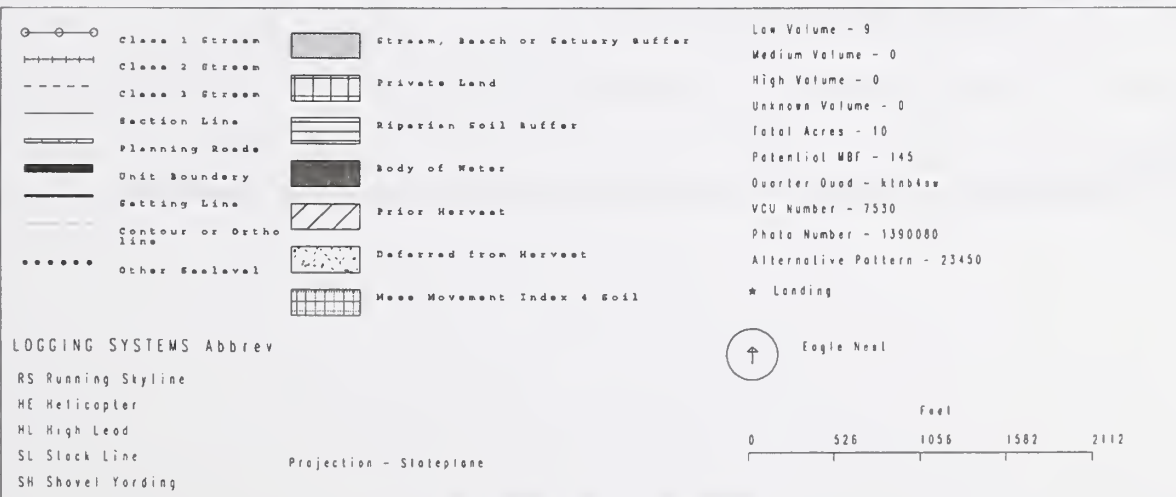 Class 1 Stream
Class 2 Stream
Class 3 Stream
Section Line
Planning Roads
Unit Boundary
Setting Line
Contour or Ortho
line
Other Sealevel
Stream, Beach or Estuary Buffer
Private Land
Riparian Soil Buffer
Body of Water
Prior Harvest
Deferred from Harvest
Mass Movement Index 4 Soil
Low Volume - 9
Medium Volume - 0
High Volume - 0
Unknown Volume - 0
Total Acres - 10
Potential MBF - 145
Quarter Quad - ktnb4sw
VCU Number - 7530
Photo Number - 1390080
Alternative Pattern - 23450
* Landing
Eagle Nest
LOGGING SYSTEMS Abbrev
RS Running Skyline
HE Helicopter
HL High Lead
SL Slack Line
SH Shovel Yarding
Projection - Stateplane
Feet
0 526 1056 1582 2112